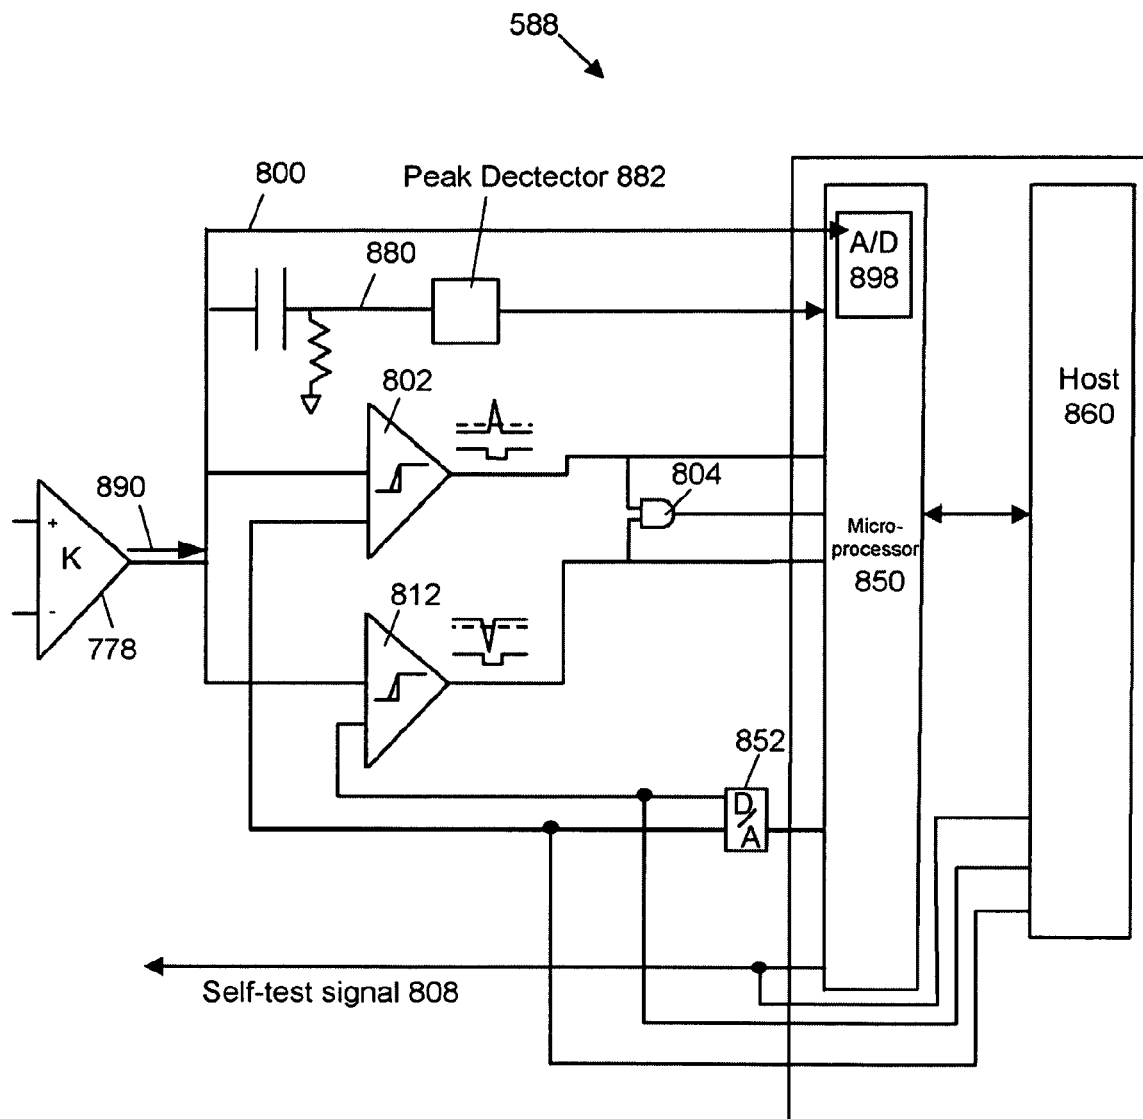 588
800
Peak Dectector 882
880
A/D
898
802
Host
860
804
890
+
K
-
778
Micro-
processor
850
812
852
D/A
Self-test signal 808